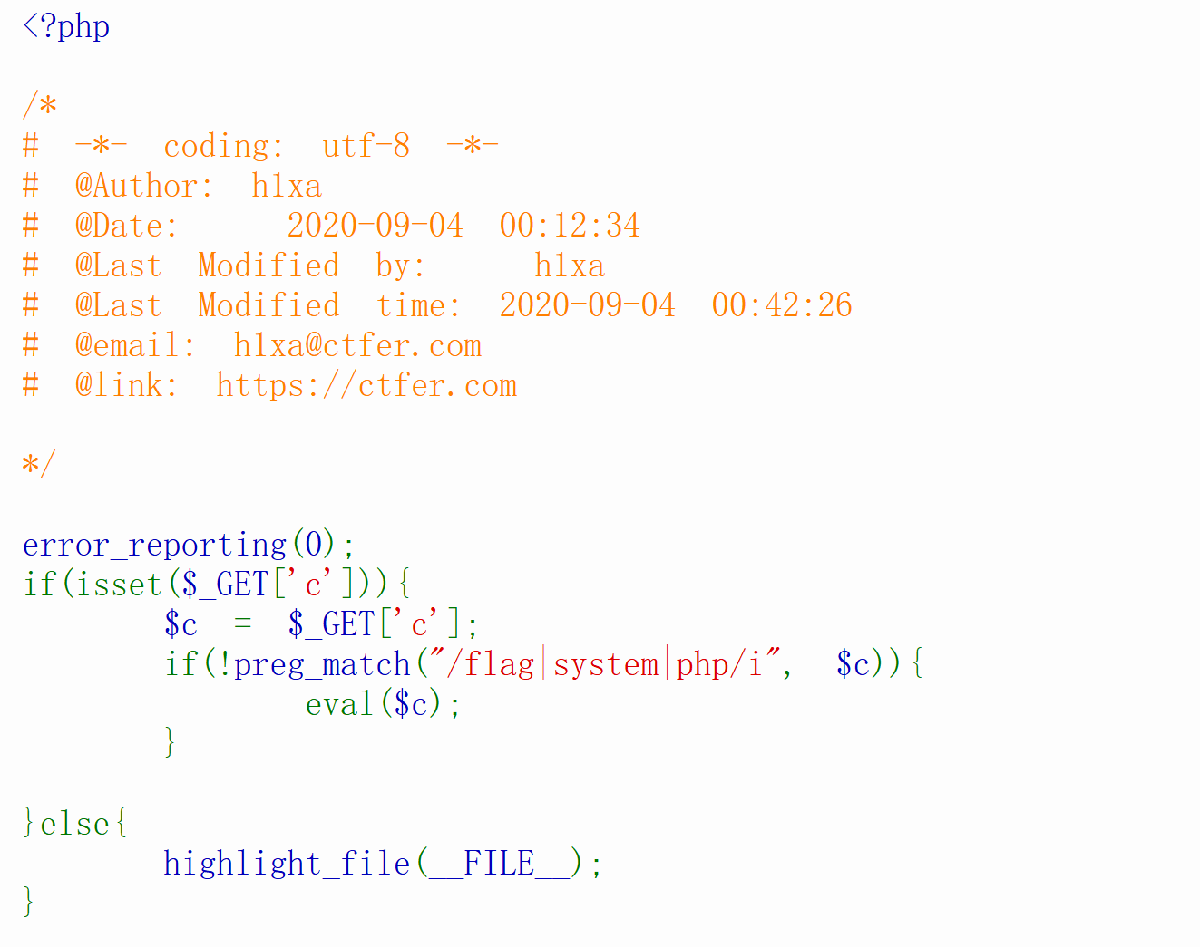 <?php
/*
# -*- coding: utf-8 -*-
# @Author: h1xa
# @Date: 2020-09-04 00:12:34
# @Last Modified by: h1xa
# @Last Modified time: 2020-09-04 00:42:26
# @email: h1xa@ctfer.com
# @link: https://ctfer.com
*/
error_reporting(0);
if(isset($_GET['c'])){
$c = $_GET['c'];
if(!preg_match("/flag|system|php/i", $c)){
eval($c);
}
}else{
highlight_file(__FILE__);
}